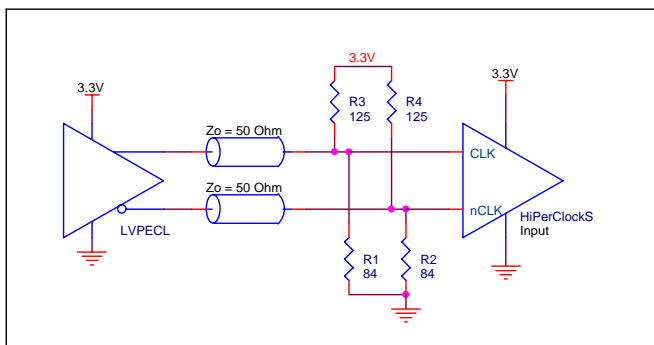 3.3V
3.3V
3.3V
R3
125
R4
125
Zo = 50 Ohm
CLK
Zo = 50 Ohm
nCLK
HiPerClockS
Input
LVPECL
R1
84
R2
84